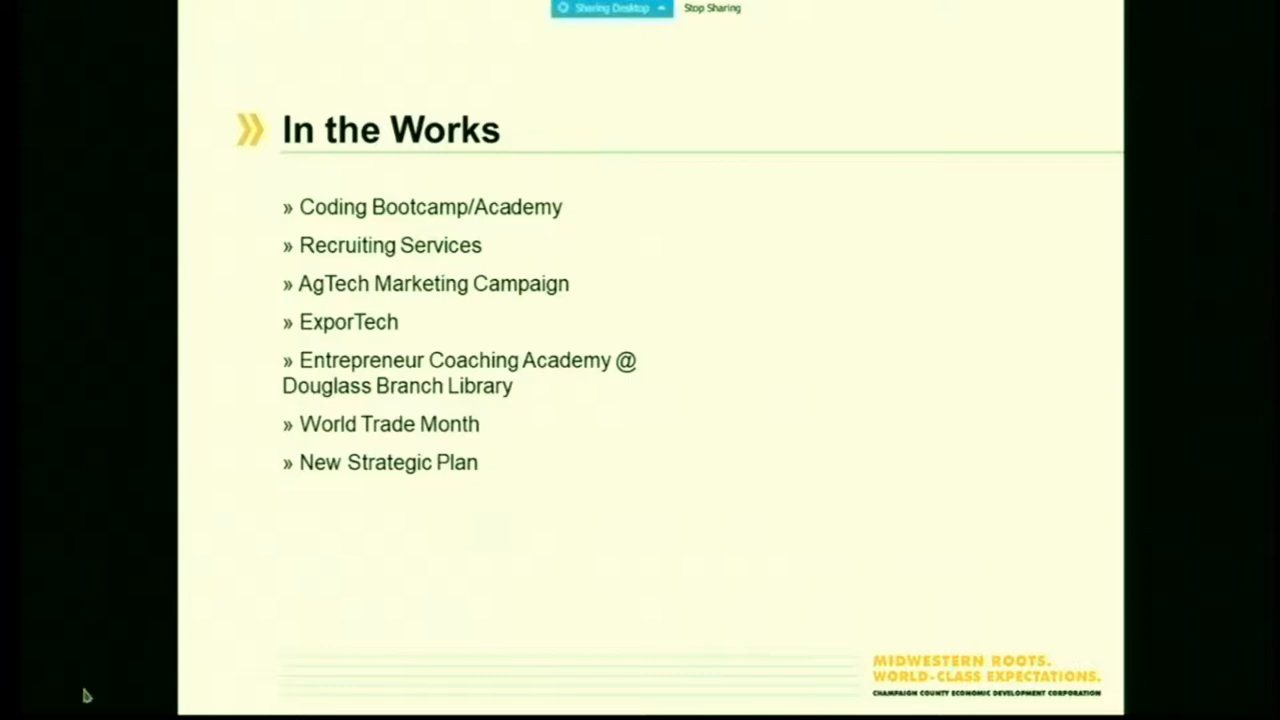 Sharing Desktop Stop Sharing
In the Works
» Coding Bootcamp/Academy
» Recruiting Services
» AgTech Marketing Campaign
» ExporTech
» Entrepreneur Coaching Academy @
Douglass Branch Library
» World Trade Month
» New Strategic Plan
MIDWESTERN ROOTS.
WORLD-CLASS EXPECTATIONS.
CHAMPAIGN COUNTY ECONOMIC DEVELOPMENT CORPORATION